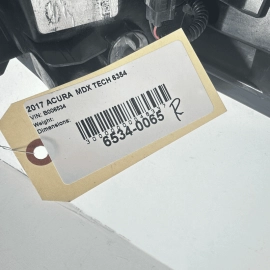 2017 ACURA MDX TECH 6354
VIN: B006534
Weight:
Dimensions:
6534-0065
R